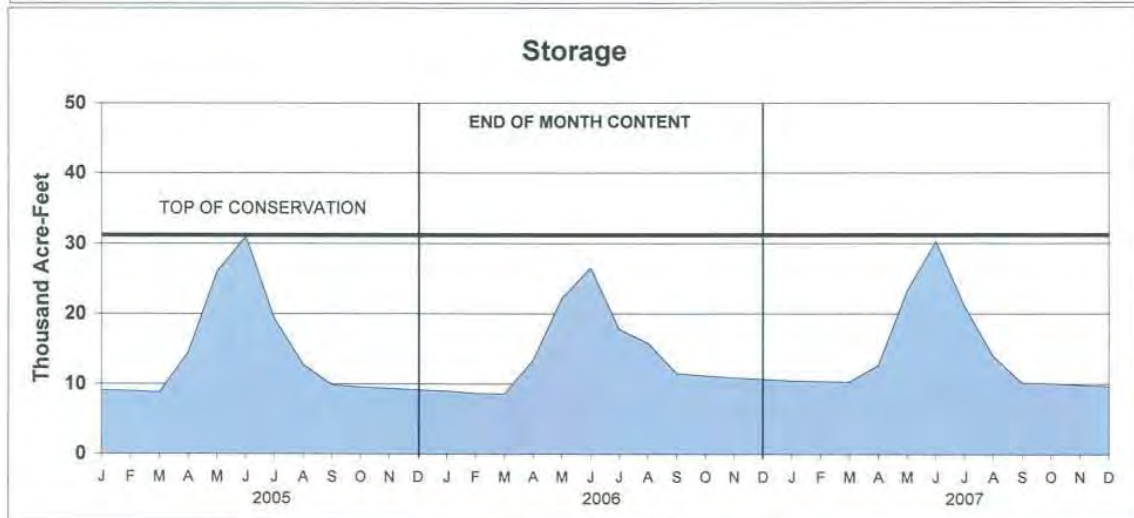 Storage
50
END OF MONTH CONTENT
40
TOP OF CONSERVATION
30
Thousand Acre-Feet
20
10
0
J F M A M J J A S O N D J F M A M J J A S O N D J F M A M J J A S O N D
2005 2006 2007